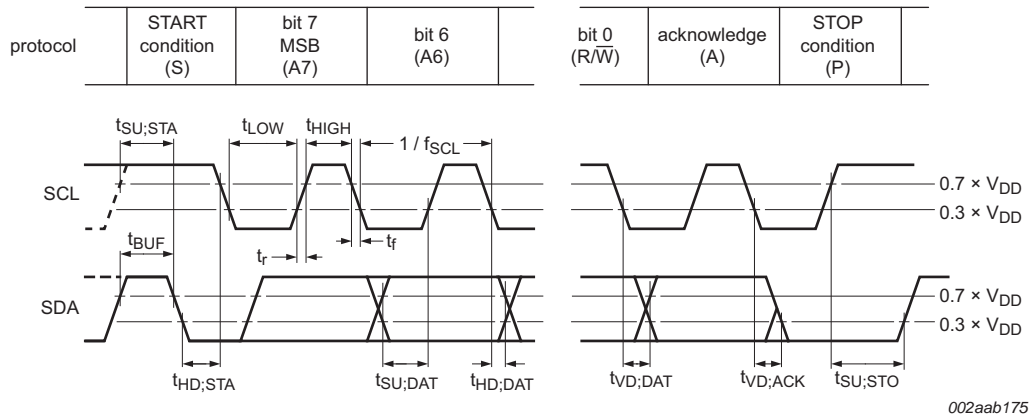 protocol
START
condition
(S)
bit 7
MSB
(A7)
bit 6
(A6)
bit 0
(R/W̅)
acknowledge
(A)
STOP
condition
(P)
tSU;STA
tLOW
tHIGH
1 / fSCL
SCL
0.7 × VDD
0.3 × VDD
tBUF
tr
tf
SDA
0.7 × VDD
0.3 × VDD
tHD;STA
tSU;DAT
tHD;DAT
tVD;DAT
tVD;ACK
tSU;STO
002aab175